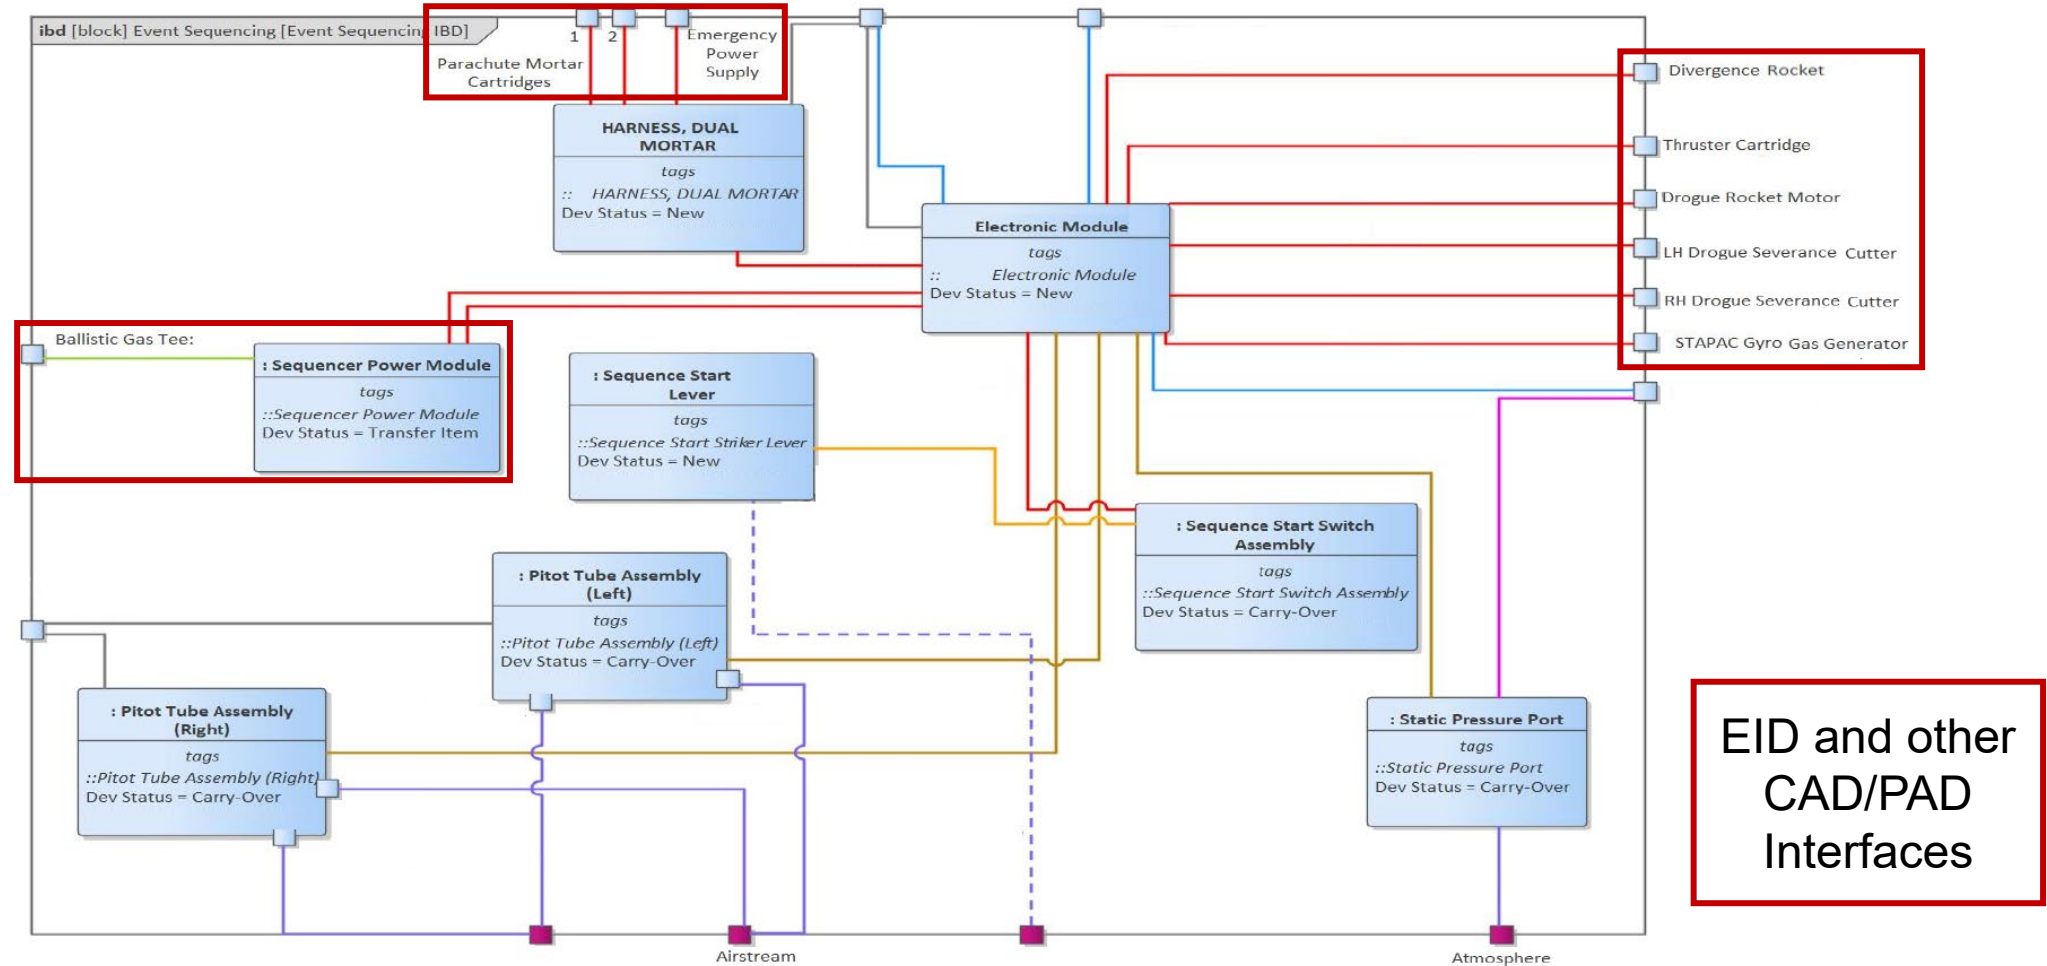 ibd [block] Event Sequencing [Event Sequencing IBD]
1
2
Parachute Mortar
Cartridges
Emergency
Power
Supply
HARNESS, DUAL
MORTAR
tags
:: HARNESS, DUAL MORTAR
Dev Status = New
Electronic Module
tags
:: Electronic Module
Dev Status = New
Divergence Rocket
Thruster Cartridge
Drogue Rocket Motor
LH Drogue Severance Cutter
RH Drogue Severance Cutter
STAPAC Gyro Gas Generator
Ballistic Gas Tee:
: Sequencer Power Module
tags
::Sequencer Power Module
Dev Status = Transfer Item
: Sequence Start
Lever
tags
::Sequence Start Striker Lever
Dev Status = New
: Sequence Start Switch
Assembly
tags
::Sequence Start Switch Assembly
Dev Status = Carry-Over
: Pitot Tube Assembly
(Left)
tags
::Pitot Tube Assembly (Left)
Dev Status = Carry-Over
: Pitot Tube Assembly
(Right)
tags
::Pitot Tube Assembly (Right)
Dev Status = Carry-Over
: Static Pressure Port
tags
::Static Pressure Port
Dev Status = Carry-Over
EID and other
CAD/PAD
Interfaces
Airstream
Atmosphere